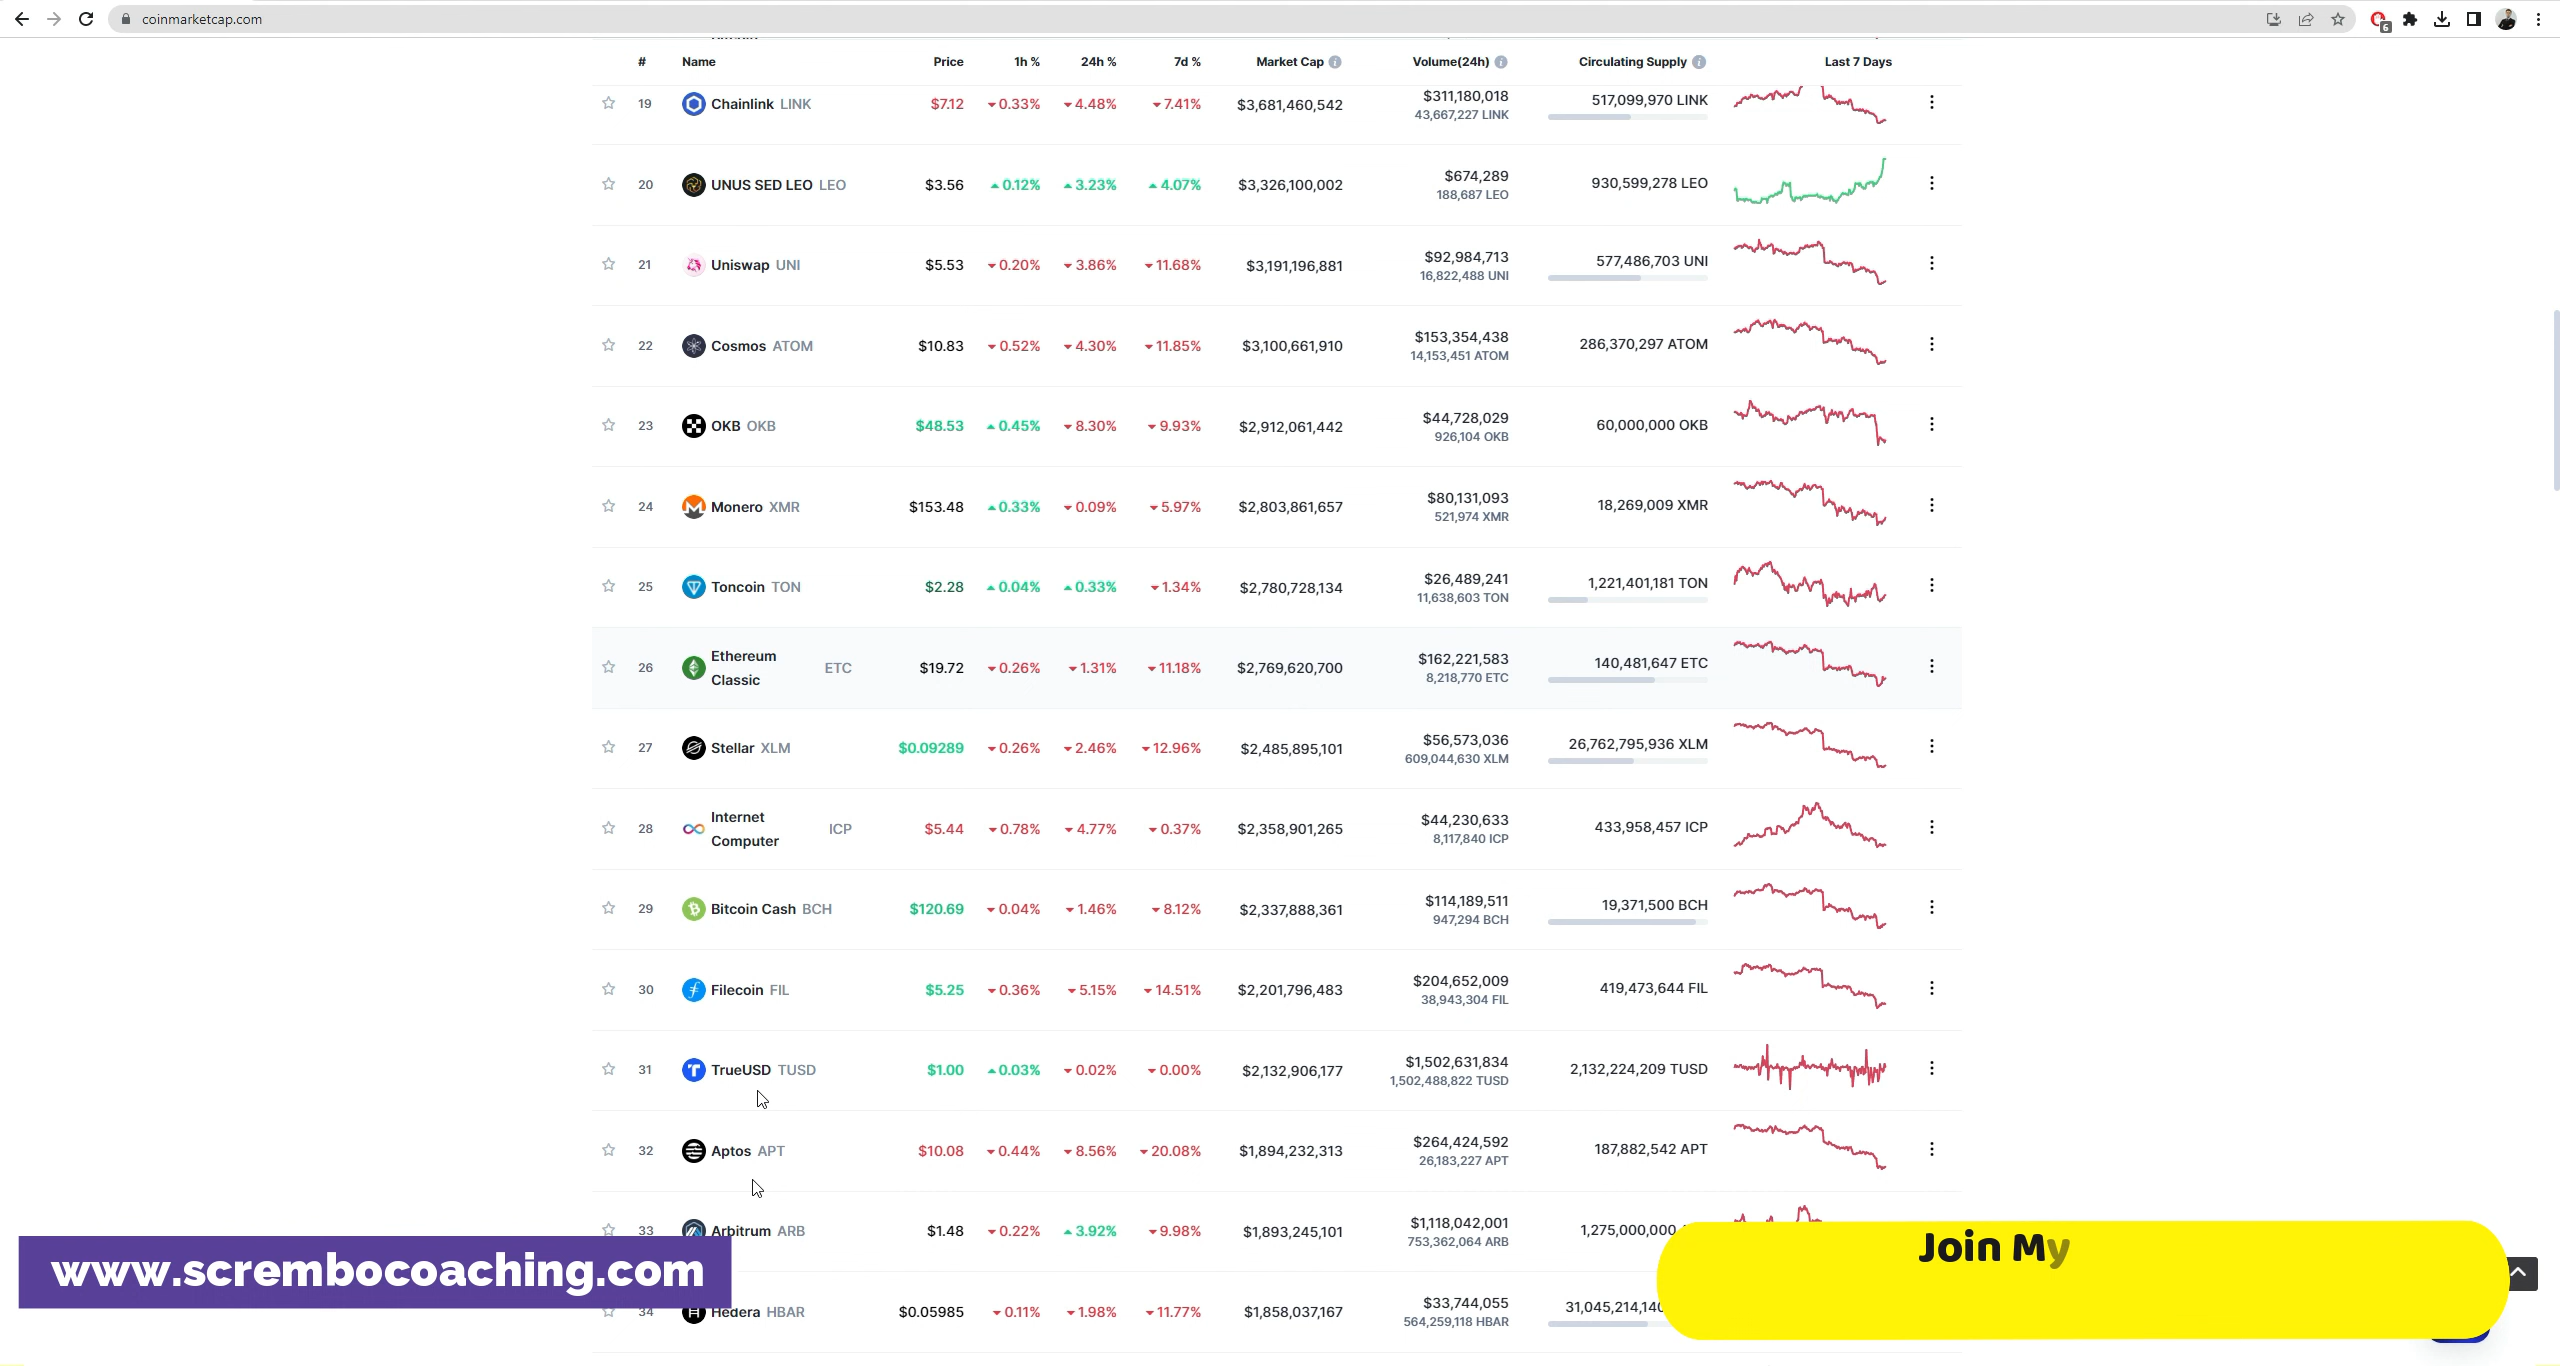 coinmarketcap.com
6
# Name Price 1h % 24h % 7d % Market Cap Volume(24h) Circulating Supply Last 7 Days
19 Chainlink LINK $7.12 0.33% 4.48% 7.41% $3,681,460,542 $311,180,018 517,099,970 LINK
43,667,227 LINK
20 UNUS SED LEO LEO $3.56 0.12% 3.23% 4.07% $3,326,100,002 $674,289 930,599,278 LEO
188,687 LEO
21 Uniswap UNI $5.53 0.20% 3.86% 11.68% $3,191,196,881 $92,984,713 577,486,703 UNI
16,822,488 UNI
22 Cosmos ATOM $10.83 0.52% 4.30% 11.85% $3,100,661,910 $153,354,438 286,370,297 ATOM
14,153,451 ATOM
23 OKB OKB $48.53 0.45% 8.30% 9.93% $2,912,061,442 $44,728,029 60,000,000 OKB
926,104 OKB
24 Monero XMR $153.48 0.33% 0.09% 5.97% $2,803,861,657 $80,131,093 18,269,009 XMR
521,974 XMR
25 Toncoin TON $2.28 0.04% 0.33% 1.34% $2,780,728,134 $26,489,241 1,221,401,181 TON
11,638,603 TON
26 Ethereum Classic ETC $19.72 0.26% 1.31% 11.18% $2,769,620,700 $162,221,583 140,481,647 ETC
8,218,770 ETC
27 Stellar XLM $0.09289 0.26% 2.46% 12.96% $2,485,895,101 $56,573,036 26,762,795,936 XLM
609,044,630 XLM
28 Internet Computer ICP $5.44 0.78% 4.77% 0.37% $2,358,901,265 $44,230,633 433,958,457 ICP
8,117,840 ICP
29 Bitcoin Cash BCH $120.69 0.04% 1.46% 8.12% $2,337,888,361 $114,189,511 19,371,500 BCH
947,294 BCH
30 Filecoin FIL $5.25 0.36% 5.15% 14.51% $2,201,796,483 $204,652,009 419,473,644 FIL
38,943,304 FIL
31 TrueUSD TUSD $1.00 0.03% 0.02% 0.00% $2,132,906,177 $1,502,631,834 2,132,224,209 TUSD
1,502,488,822 TUSD
32 Aptos APT $10.08 0.44% 8.56% 20.08% $1,894,232,313 $264,424,592 187,882,542 APT
26,183,227 APT
33 Arbitrum ARB $1.48 0.22% 3.92% 9.98% $1,893,245,101 $1,118,042,001 1,275,000,000
753,362,064 ARB
34 Hedera HBAR $0.05985 0.11% 1.98% 11.77% $1,858,037,167 $33,744,055 31,045,214,140
564,259,118 HBAR
www.scrembocoaching.com
Join My